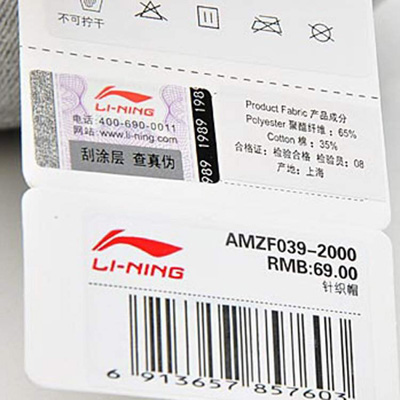 不可拧干
LI-NING
电话:400-690-0011
网站:www.li-ning.com
刮涂层 查真伪
1989 1989 1989
Product Fabric 产品成分
Polyester 聚酯纤维：65%
Cotton 棉：35%
合格证：检验合格 检验员：08
产地：上海
LI-NING
AMZF039-2000
RMB:69.00
针织帽
6 913657 857603